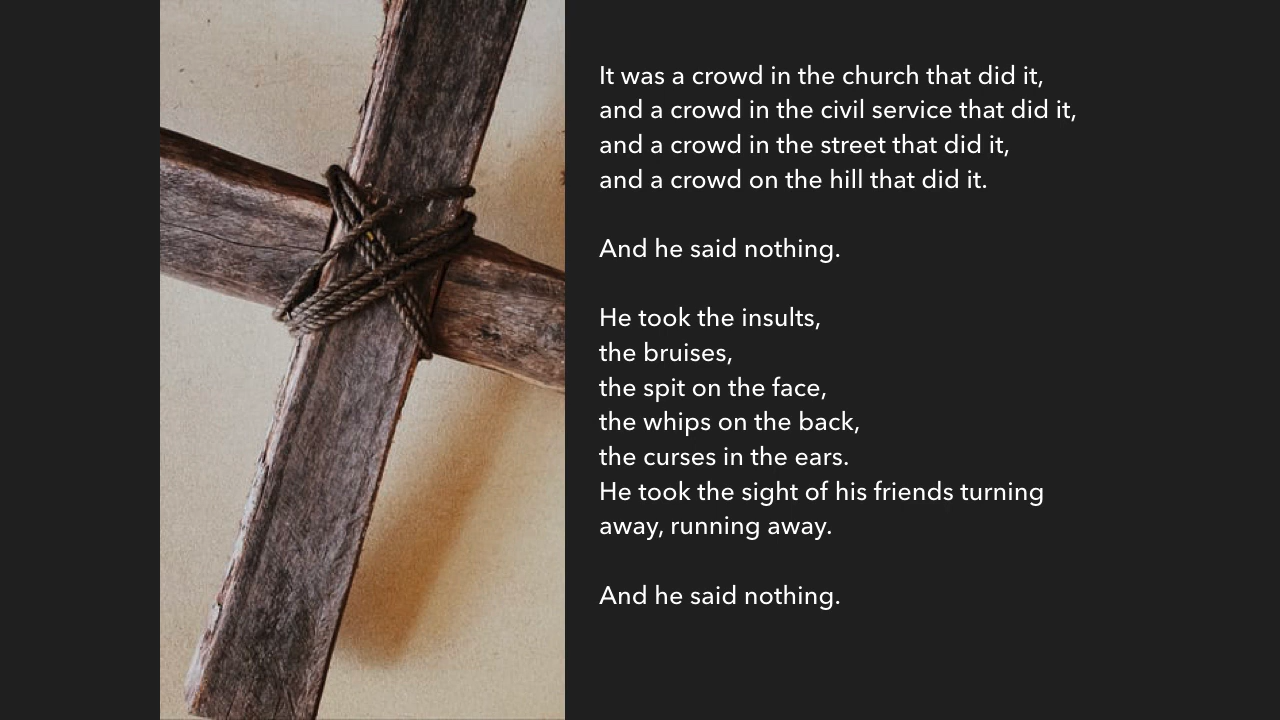 It was a crowd in the church that did it,
and a crowd in the civil service that did it,
and a crowd in the street that did it,
and a crowd on the hill that did it.
And he said nothing.
He took the insults,
the bruises,
the spit on the face,
the whips on the back,
the curses in the ears.
He took the sight of his friends turning
away, running away.
And he said nothing.